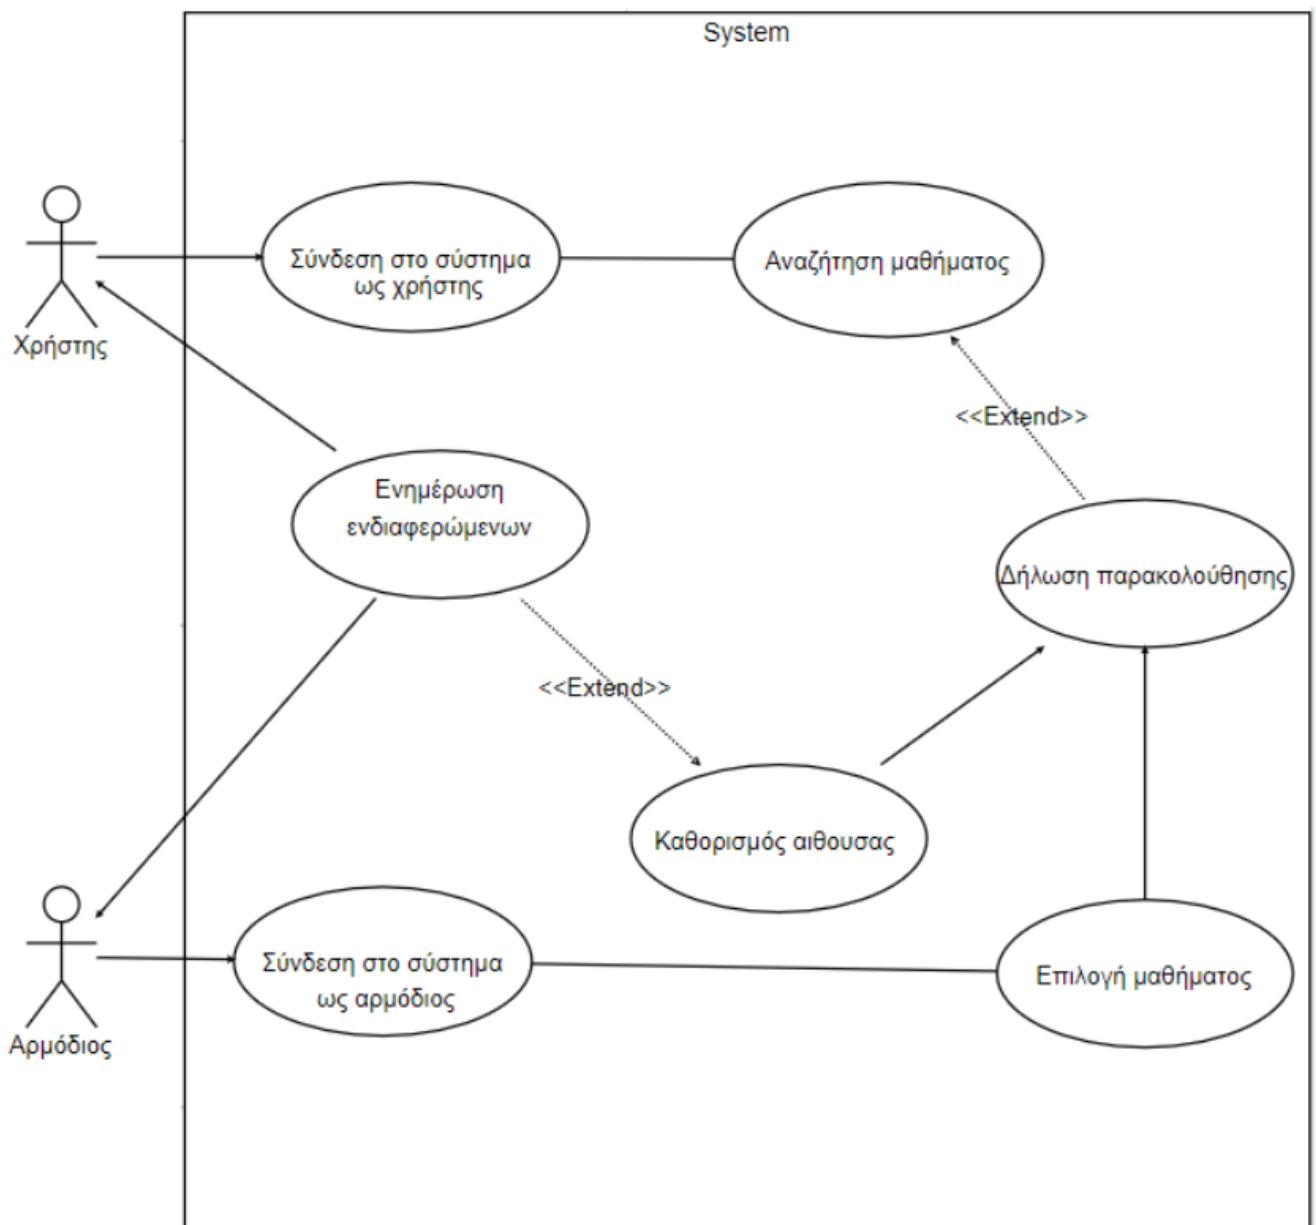 System
Σύνδεση στο σύστημα
ως χρήστης
Αναζήτηση μαθήματος
Χρήστης
<<Extend>>
Ενημέρωση
ενδιαφερώμενων
Δήλωση παρακολούθησης
<<Extend>>
Καθορισμός αιθουσας
Σύνδεση στο σύστημα
ως αρμόδιος
Επιλογή μαθήματος
Αρμόδιος